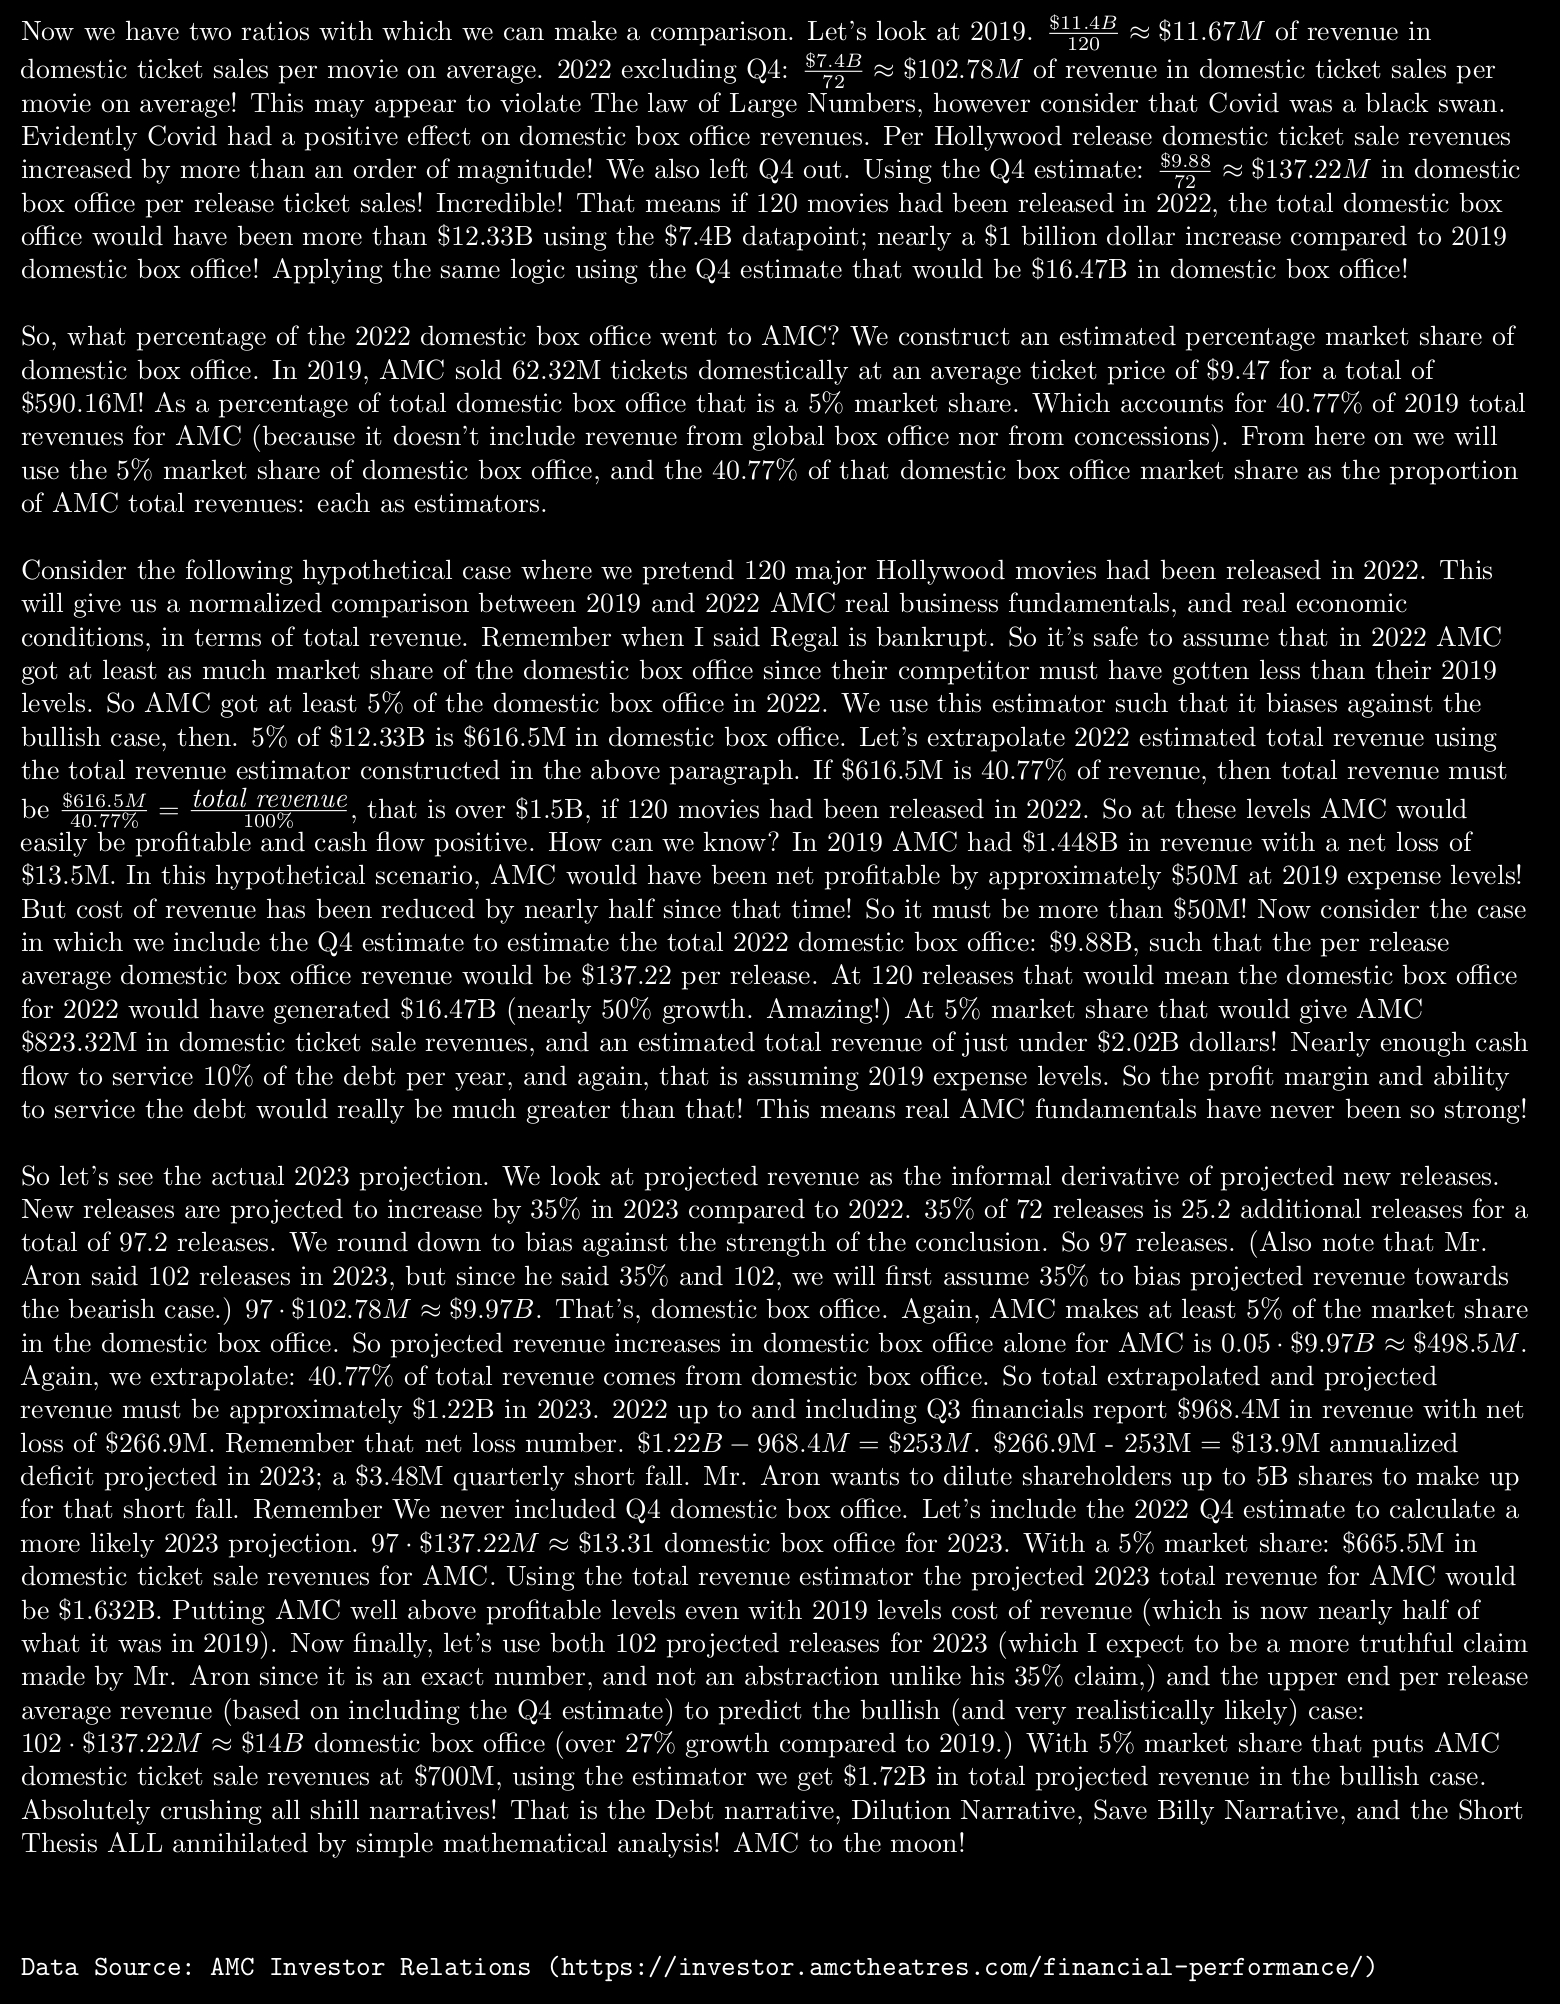 Now we have two ratios with which we can make a comparison. Let's look at 2019. $11.4B/120 ≈ $11.67M of revenue in
domestic ticket sales per movie on average. 2022 excluding Q4: $7.4B/72 ≈ $102.78M of revenue in domestic ticket sales per
movie on average! This may appear to violate The law of Large Numbers, however consider that Covid was a black swan.
Evidently Covid had a positive effect on domestic box office revenues. Per Hollywood release domestic ticket sale revenues
increased by more than an order of magnitude! We also left Q4 out. Using the Q4 estimate: $9.88/72 ≈ $137.22M in domestic
box office per release ticket sales! Incredible! That means if 120 movies had been released in 2022, the total domestic box
office would have been more than $12.33B using the $7.4B datapoint; nearly a $1 billion dollar increase compared to 2019
domestic box office! Applying the same logic using the Q4 estimate that would be $16.47B in domestic box office!
So, what percentage of the 2022 domestic box office went to AMC? We construct an estimated percentage market share of
domestic box office. In 2019, AMC sold 62.32M tickets domestically at an average ticket price of $9.47 for a total of
$590.16M! As a percentage of total domestic box office that is a 5% market share. Which accounts for 40.77% of 2019 total
revenues for AMC (because it doesn't include revenue from global box office nor from concessions). From here on we will
use the 5% market share of domestic box office, and the 40.77% of that domestic box office market share as the proportion
of AMC total revenues: each as estimators.
Consider the following hypothetical case where we pretend 120 major Hollywood movies had been released in 2022. This
will give us a normalized comparison between 2019 and 2022 AMC real business fundamentals, and real economic
conditions, in terms of total revenue. Remember when I said Regal is bankrupt. So it's safe to assume that in 2022 AMC
got at least as much market share of the domestic box office since their competitor must have gotten less than their 2019
levels. So AMC got at least 5% of the domestic box office in 2022. We use this estimator such that it biases against the
bullish case, then. 5% of $12.33B is $616.5M in domestic box office. Let's extrapolate 2022 estimated total revenue using
the total revenue estimator constructed in the above paragraph. If $616.5M is 40.77% of revenue, then total revenue must
be $616.5M/40.77% = total revenue/100%, that is over $1.5B, if 120 movies had been released in 2022. So at these levels AMC would
easily be profitable and cash flow positive. How can we know? In 2019 AMC had $1.448B in revenue with a net loss of
$13.5M. In this hypothetical scenario, AMC would have been net profitable by approximately $50M at 2019 expense levels!
But cost of revenue has been reduced by nearly half since that time! So it must be more than $50M! Now consider the case
in which we include the Q4 estimate to estimate the total 2022 domestic box office: $9.88B, such that the per release
average domestic box office revenue would be $137.22 per release. At 120 releases that would mean the domestic box office
for 2022 would have generated $16.47B (nearly 50% growth. Amazing!) At 5% market share that would give AMC
$823.32M in domestic ticket sale revenues, and an estimated total revenue of just under $2.02B dollars! Nearly enough cash
flow to service 10% of the debt per year, and again, that is assuming 2019 expense levels. So the profit margin and ability
to service the debt would really be much greater than that! This means real AMC fundamentals have never been so strong!
So let's see the actual 2023 projection. We look at projected revenue as the informal derivative of projected new releases.
New releases are projected to increase by 35% in 2023 compared to 2022. 35% of 72 releases is 25.2 additional releases for a
total of 97.2 releases. We round down to bias against the strength of the conclusion. So 97 releases. (Also note that Mr.
Aron said 102 releases in 2023, but since he said 35% and 102, we will first assume 35% to bias projected revenue towards
the bearish case.) 97 · $102.78M ≈ $9.97B. That's, domestic box office. Again, AMC makes at least 5% of the market share
in the domestic box office. So projected revenue increases in domestic box office alone for AMC is 0.05 · $9.97B ≈ $498.5M.
Again, we extrapolate: 40.77% of total revenue comes from domestic box office. So total extrapolated and projected
revenue must be approximately $1.22B in 2023. 2022 up to and including Q3 financials report $968.4M in revenue with net
loss of $266.9M. Remember that net loss number. $1.22B − 968.4M = $253M. $266.9M - 253M = $13.9M annualized
deficit projected in 2023; a $3.48M quarterly short fall. Mr. Aron wants to dilute shareholders up to 5B shares to make up
for that short fall. Remember We never included Q4 domestic box office. Let's include the 2022 Q4 estimate to calculate a
more likely 2023 projection. 97 · $137.22M ≈ $13.31 domestic box office for 2023. With a 5% market share: $665.5M in
domestic ticket sale revenues for AMC. Using the total revenue estimator the projected 2023 total revenue for AMC would
be $1.632B. Putting AMC well above profitable levels even with 2019 levels cost of revenue (which is now nearly half of
what it was in 2019). Now finally, let's use both 102 projected releases for 2023 (which I expect to be a more truthful claim
made by Mr. Aron since it is an exact number, and not an abstraction unlike his 35% claim,) and the upper end per release
average revenue (based on including the Q4 estimate) to predict the bullish (and very realistically likely) case:
102 · $137.22M ≈ $14B domestic box office (over 27% growth compared to 2019.) With 5% market share that puts AMC
domestic ticket sale revenues at $700M, using the estimator we get $1.72B in total projected revenue in the bullish case.
Absolutely crushing all shill narratives! That is the Debt narrative, Dilution Narrative, Save Billy Narrative, and the Short
Thesis ALL annihilated by simple mathematical analysis! AMC to the moon!
Data Source: AMC Investor Relations (https://investor.amctheatres.com/financial-performance/)